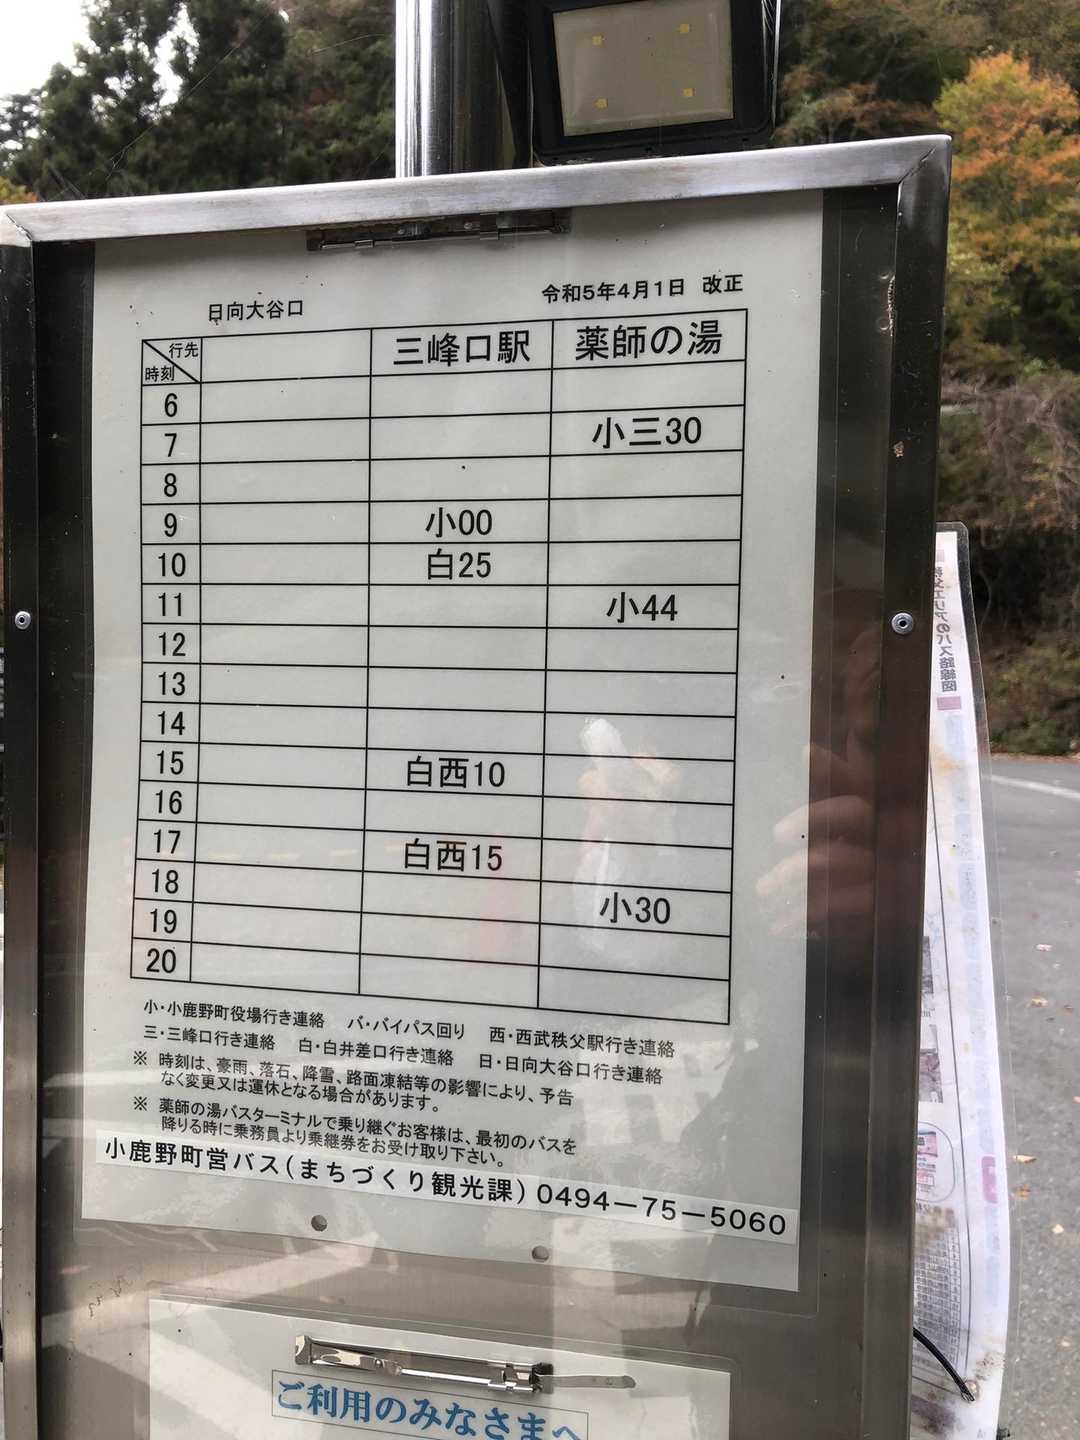 日向大谷口
令和5年4月1日 改正
行先 三峰口駅 薬師の湯
時刻
6
7 小三30
8
9 小00
10 白25
11 小44
12
13
14
15 白西10
16
17 白西15
18 小30
19
20
小・小鹿野町役場行き連絡 バ・バイパス回り 西・西武秩父駅行き連絡
三・三峰口行き連絡 白・白井差口行き連絡 日・日向大谷口行き連絡
※ 時刻は、豪雨、落石、降雪、路面凍結等の影響により、予告
なく変更又は運休となる場合があります。
※ 薬師の湯バスターミナルで乗り継ぐお客様は、最初のバスを
降りる時に乗務員より乗継券をお受け取り下さい。
小鹿野町営バス(まちづくり観光課) 0494-75-5060
ご利用のみなさまへ
秩父エリアのバス路線図